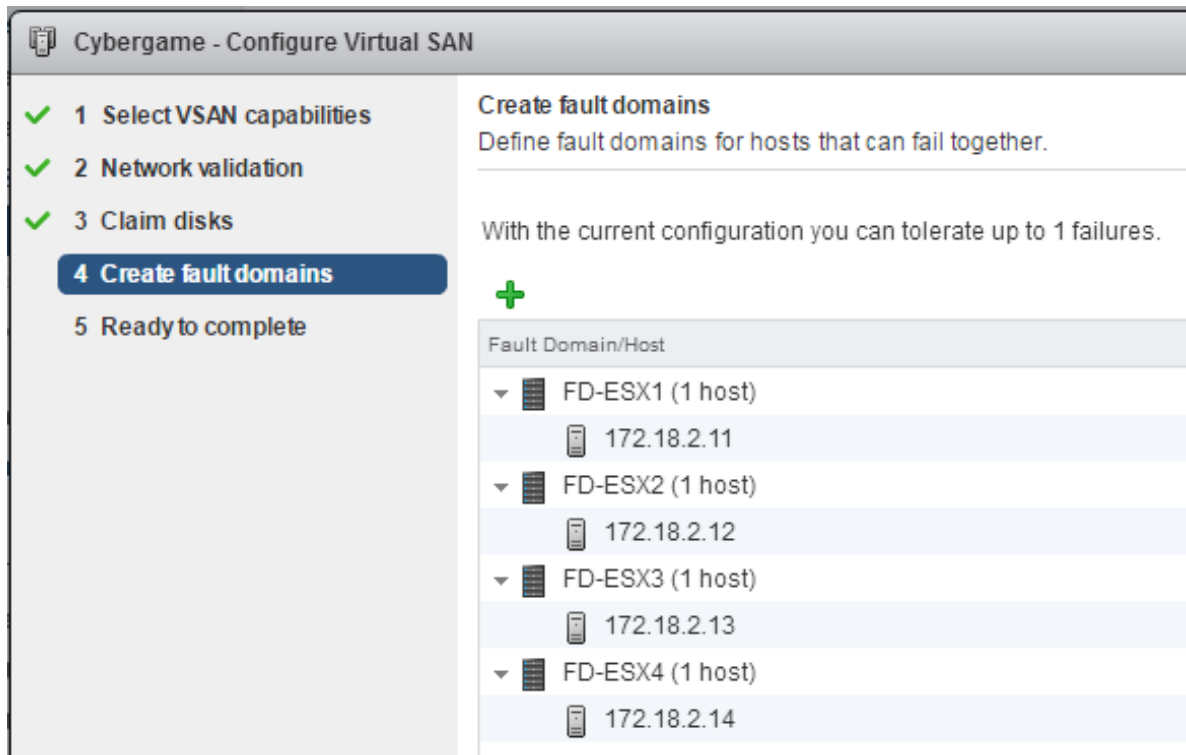 Cybergame - Configure Virtual SAN
1 Select VSAN capabilities
2 Network validation
3 Claim disks
4 Create fault domains
5 Ready to complete
Create fault domains
Define fault domains for hosts that can fail together.
With the current configuration you can tolerate up to 1 failures.
Fault Domain/Host
FD-ESX1 (1 host)
172.18.2.11
FD-ESX2 (1 host)
172.18.2.12
FD-ESX3 (1 host)
172.18.2.13
FD-ESX4 (1 host)
172.18.2.14